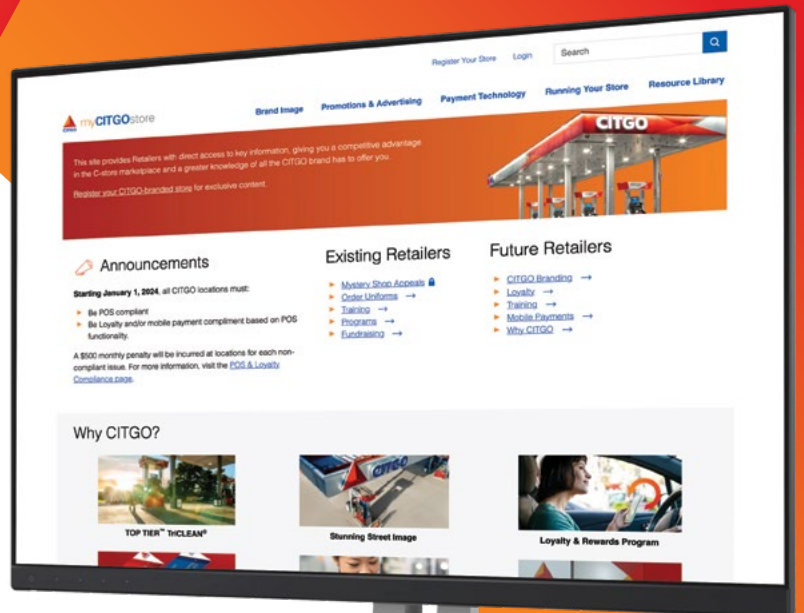 Register Your Store Login Search
CITGO
myCITGOstore
Brand Image Promotions & Advertising Payment Technology Running Your Store Resource Library
This site provides Retailers with direct access to key information, giving you a competitive advantage
in the C-store marketplace and a greater knowledge of all the CITGO brand has to offer you.
Register your CITGO-branded store for exclusive content.
CITGO
Announcements
Starting January 1, 2024, all CITGO locations must:
Be POS compliant
Be Loyalty and/or mobile payment compliment based on POS
functionality.
A $500 monthly penalty will be incurred at locations for each non-
compliant issue. For more information, visit the POS & Loyalty
Compliance page.
Existing Retailers
Mystery Shop Appeals
Order Uniforms →
Training →
Programs →
Fundraising →
Future Retailers
CITGO Branding →
Loyalty →
Training →
Mobile Payments →
Why CITGO →
Why CITGO?
CITGO
TOP TIER™ TriCLEAN®
Stunning Street Image
Loyalty & Rewards Program